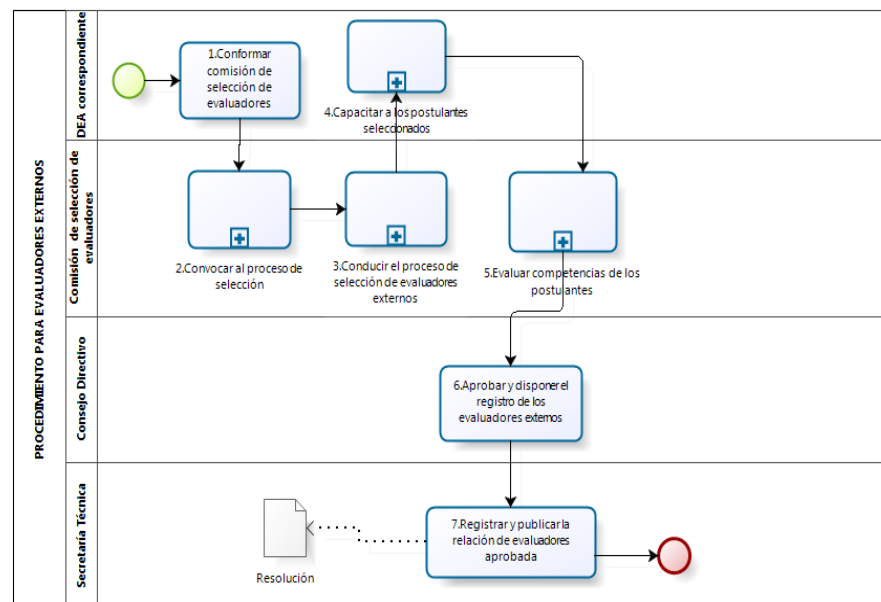 PROCEDIMIENTO PARA EVALUADORES EXTERNOS
DEA correspondiente
1.Conformar
comisión de
selección de
evaluadores
4.Capacitar a los postulantes
seleccionados
Comisión de selección de
evaluadores
2.Convocar al proceso de
selección
3.Conducir el proceso de
selección de evaluadores
externos
5.Evaluar competencias de los
postulantes
Consejo Directivo
6.Aprobar y disponer el
registro de los
evaluadores externos
Secretaría Técnica
Resolución
7.Registrar y publicar la
relación de evaluadores
aprobada